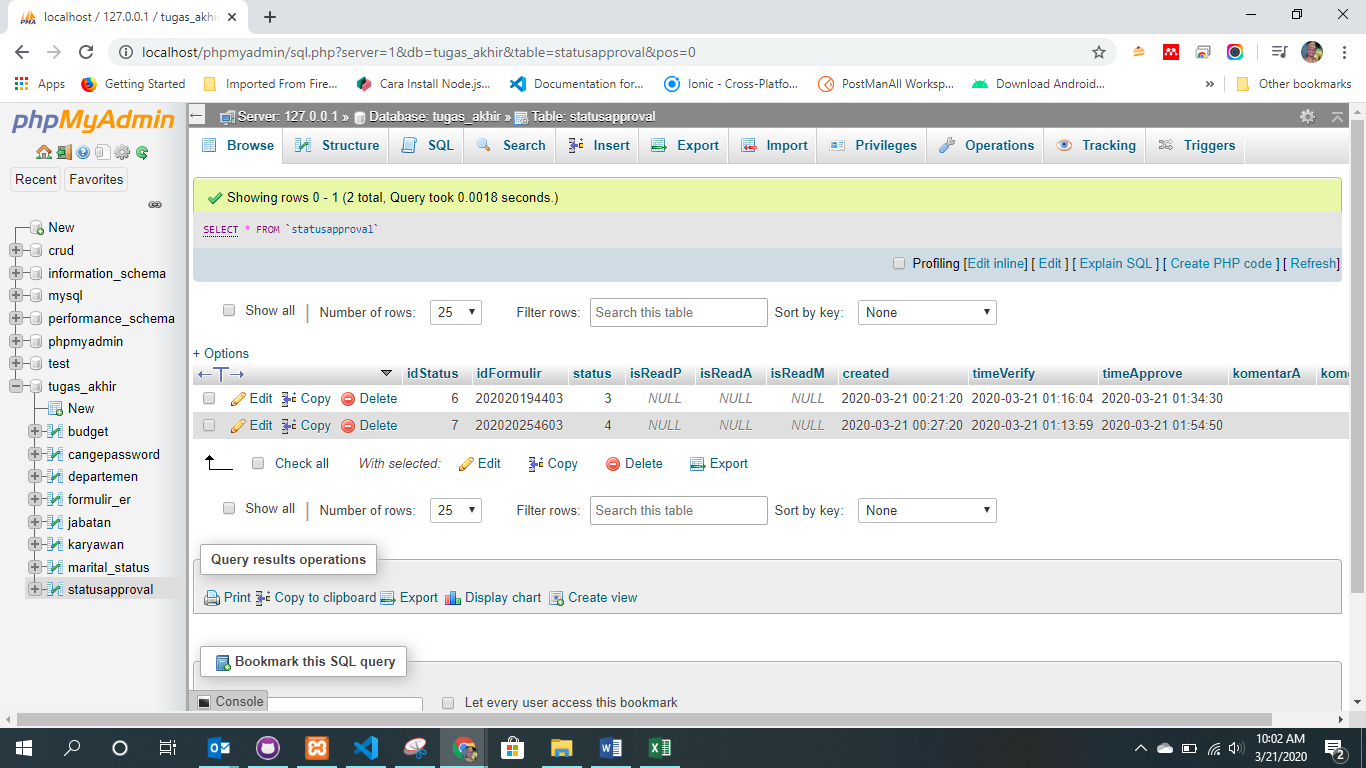 localhost / 127.0.0.1 / tugas_akhi
localhost/phpmyadmin/sql.php?server=1&db=tugas_akhir&table=statusapproval&pos=0
Apps Getting Started Imported From Fire... Cara Install Node.js... Documentation for... Ionic - Cross-Platfo... PostManAll Worksp... Download Android... » Other bookmarks
phpMyAdmin
Recent Favorites
New
crud
information_schema
mysql
performance_schema
phpmyadmin
test
tugas_akhir
New
budget
cangepassword
departemen
formulir_er
jabatan
karyawan
marital_status
statusapproval
Server: 127.0.0.1 » Database: tugas_akhir » Table: statusapproval
Browse Structure SQL Search Insert Export Import Privileges Operations Tracking Triggers
Showing rows 0 - 1 (2 total, Query took 0.0018 seconds.)
SELECT * FROM `statusapproval`
Profiling [Edit inline] [ Edit ] [ Explain SQL ] [ Create PHP code ] [ Refresh]
Show all | Number of rows: 25 Filter rows: Search this table Sort by key: None
+ Options
←T→ idStatus idFormulir status isReadP isReadA isReadM created timeVerify timeApprove komentarA kome
Edit Copy Delete 6 202020194403 3 NULL NULL NULL 2020-03-21 00:21:20 2020-03-21 01:16:04 2020-03-21 01:34:30
Edit Copy Delete 7 202020254603 4 NULL NULL NULL 2020-03-21 00:27:20 2020-03-21 01:13:59 2020-03-21 01:54:50
Check all With selected: Edit Copy Delete Export
Show all | Number of rows: 25 Filter rows: Search this table Sort by key: None
Query results operations
Print Copy to clipboard Export Display chart Create view
Bookmark this SQL query
Console
Let every user access this bookmark
10:02 AM
3/21/2020
2